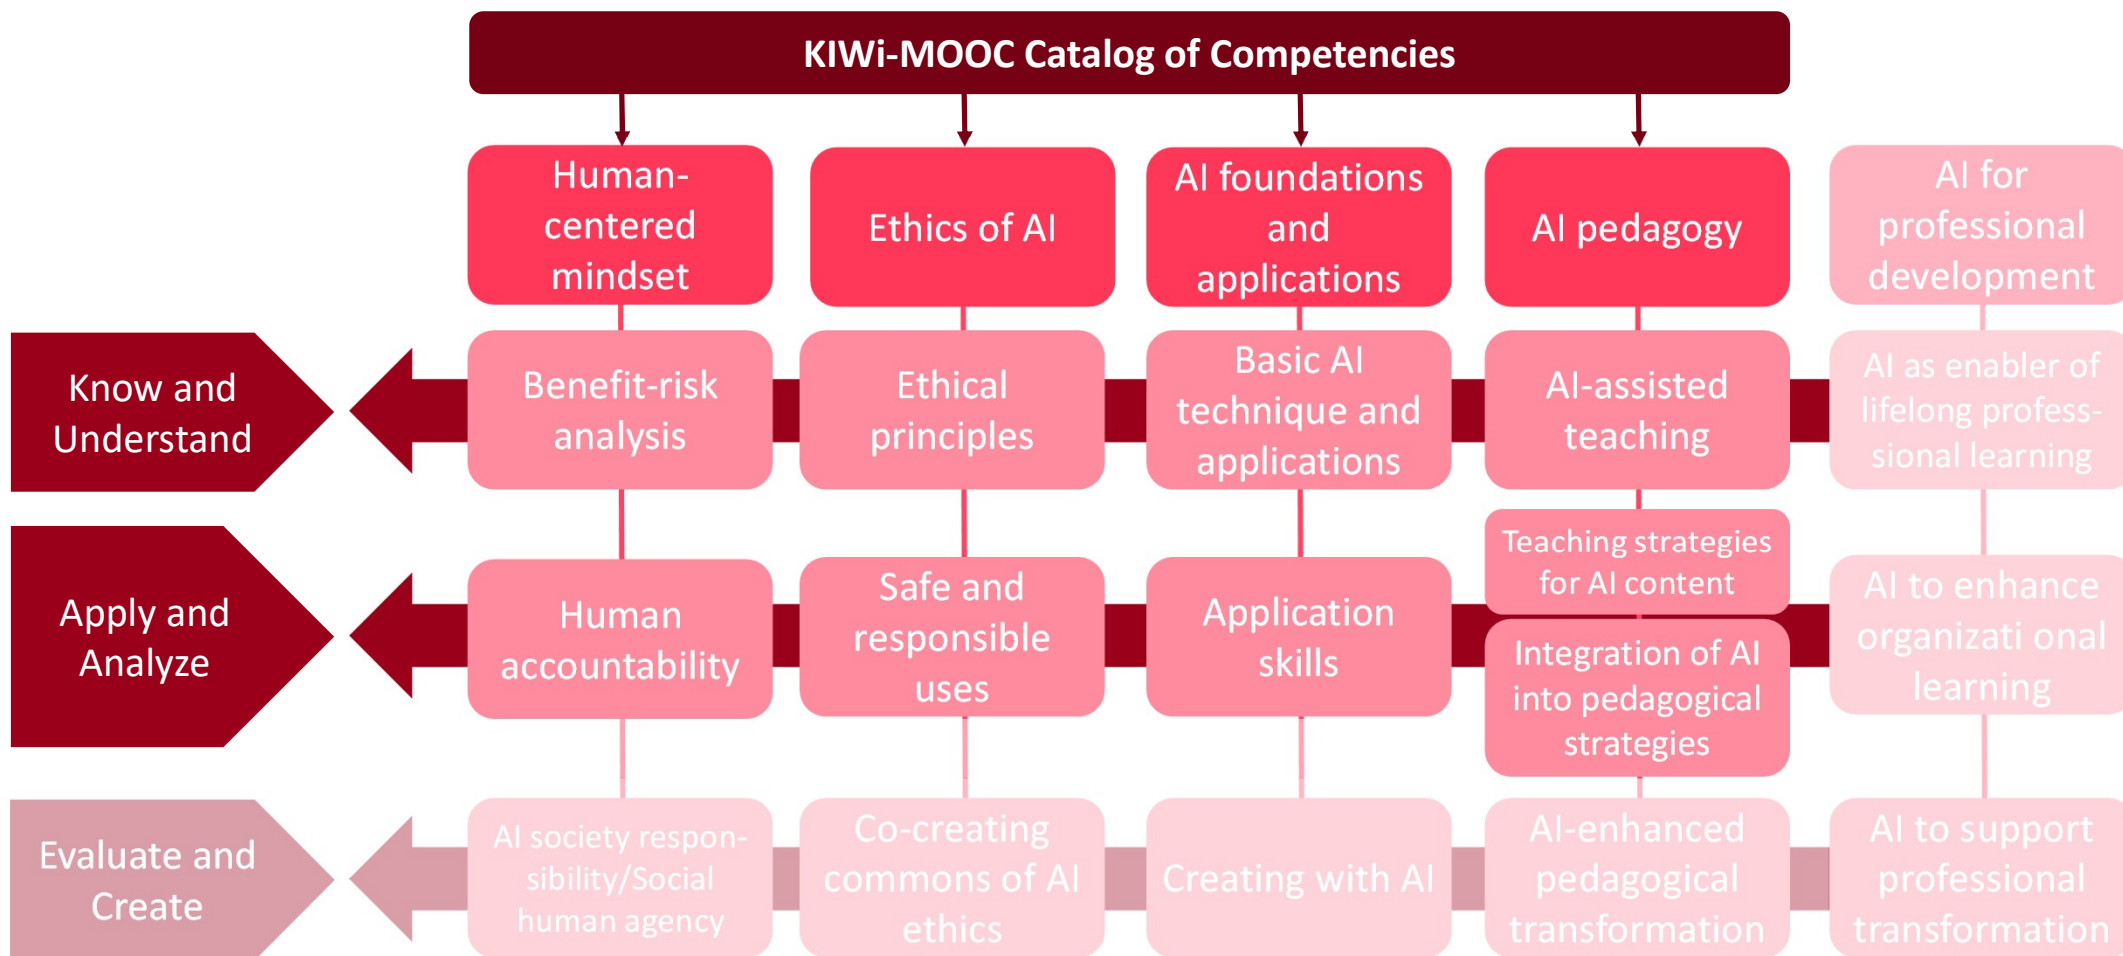 KIWi-MOOC Catalog of Competencies
Human-
centered
mindset
Ethics of AI
AI foundations
and
applications
AI pedagogy
AI for
professional
development
Know and
Understand
Benefit-risk
analysis
Ethical
principles
Basic AI
technique and
applications
AI-assisted
teaching
AI as enabler of
lifelong profess-
sional learning
Apply and
Analyze
Human
accountability
Safe and
responsible
uses
Application
skills
Teaching strategies
for AI content
Integration of AI
into pedagogical
strategies
AI to enhance
organizati onal
learning
Evaluate and
Create
AI society respon-
sibility/Social
human agency
Co-creating
commons of AI
ethics
Creating with AI
AI-enhanced
pedagogical
transformation
AI to support
professional
transformation